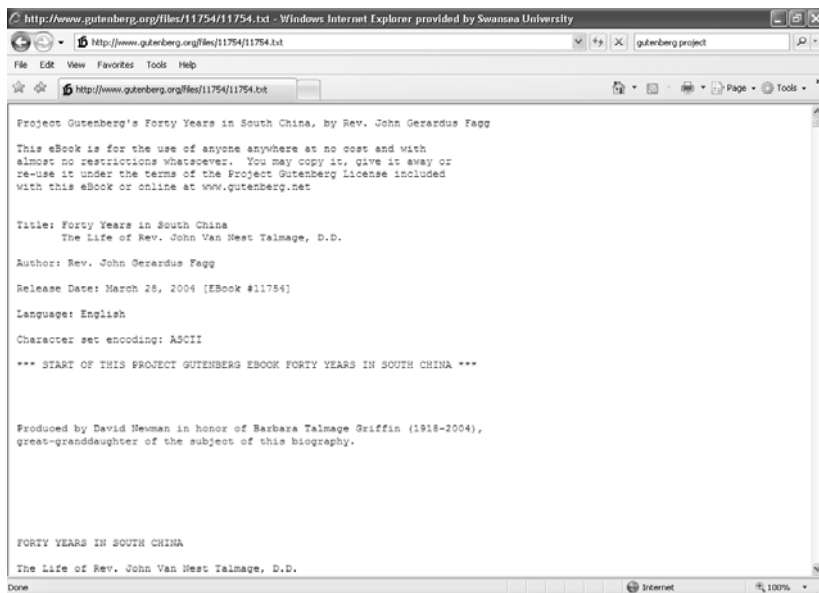 http://www.gutenberg.org/files/11754/11754.txt - Windows Internet Explorer provided by Swansea University
http://www.gutenberg.org/files/11754/11754.txt
gutenberg project
File Edit View Favorites Tools Help
http://www.gutenberg.org/files/11754/11754.txt
Page Tools
Project Gutenberg's Forty Years in South China, by Rev. John Gerardus Fagg
This eBook is for the use of anyone anywhere at no cost and with
almost no restrictions whatsoever. You may copy it, give it away or
re-use it under the terms of the Project Gutenberg License included
with this eBook or online at www.gutenberg.net
Title: Forty Years in South China
The Life of Rev. John Van Nest Talmage, D.D.
Author: Rev. John Gerardus Fagg
Release Date: March 28, 2004 [EBook #11754]
Language: English
Character set encoding: ASCII
*** START OF THIS PROJECT GUTENBERG EBOOK FORTY YEARS IN SOUTH CHINA ***
Produced by David Newman in honor of Barbara Talmage Griffin (1918-2004),
great-granddaughter of the subject of this biography.
FORTY YEARS IN SOUTH CHINA
The Life of Rev. John Van Nest Talmage, D.D.
Done
Internet
100%